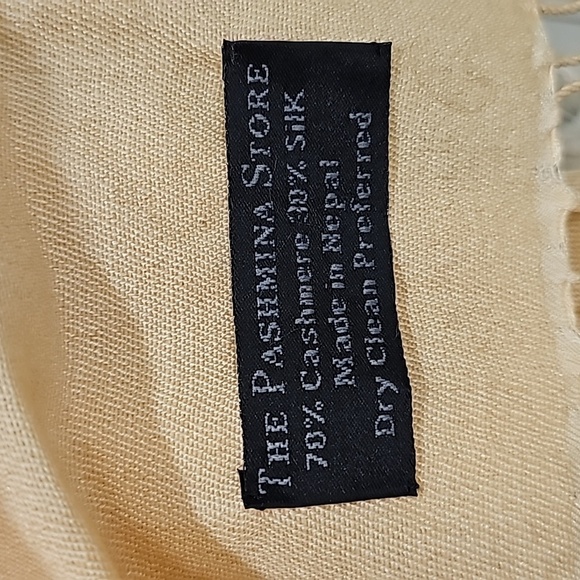 THE PASHMINA STORE
70% Cashmere 30% Silk
Made in Nepal
Dry Clean Preferred